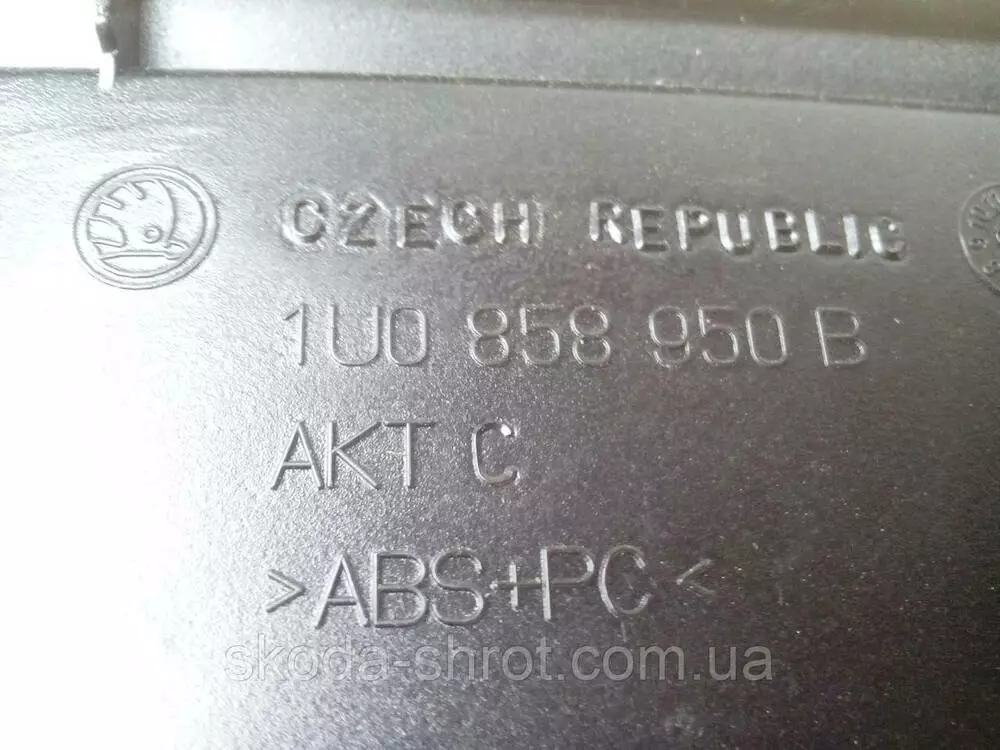 CZECH REPUBLIC
1U0 858 950 B
AKT C
>ABS+PC<
skoda-shrot.com.ua